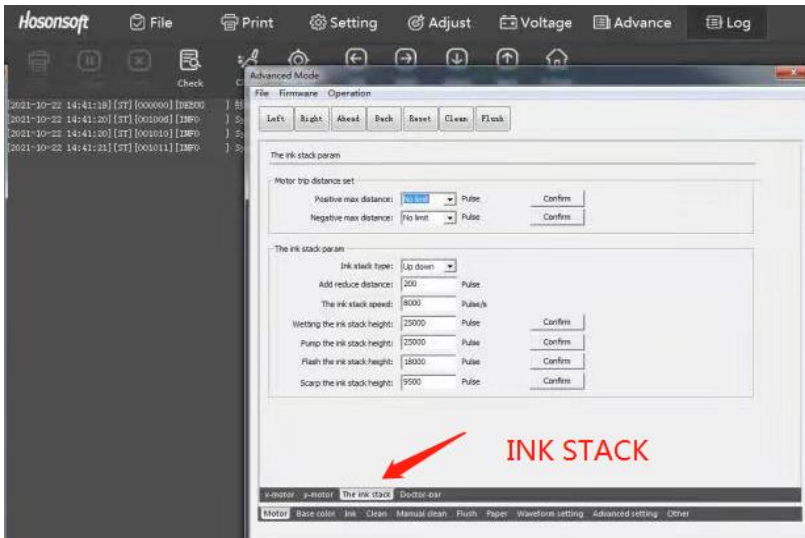 Hosonsoft File Print Setting Adjust Voltage Advance Log
Check
Advanced Mode
File Firmware Operation
Left Right Ahead Back Reset Clean Flush
[2021-10-22 14:41:19][ST][000000][DEBUG ]
[2021-10-22 14:41:20][ST][001006][INFO ]
[2021-10-22 14:41:20][ST][001010][INFO ]
[2021-10-22 14:41:21][ST][001011][INFO ]
The ink stack param
Motor trip distance set
Positive max distance: No limit Pulse Confirm
Negative max distance: No limit Pulse Confirm
The ink stack param
Ink stack type: Up down
Add reduce distance: 200 Pulse
The ink stack speed: 8000 Pulse/s
Wetting the ink stack height: 25000 Pulse Confirm
Pump the ink stack height: 25000 Pulse Confirm
Flash the ink stack height: 18000 Pulse Confirm
Scarp the ink stack height: 9500 Pulse Confirm
INK STACK
x-motor y-motor The ink stack Doctor-bar
Motor Base color Ink Clean Manual clean Flush Paper Waveform setting Advanced setting Other